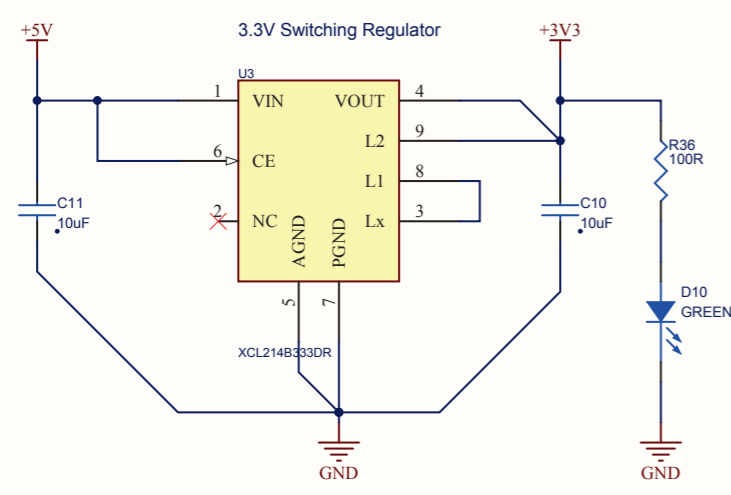 +5V
3.3V Switching Regulator
+3V3
U3
1
VIN
VOUT
4
L2
9
6
CE
L1
8
2
NC
Lx
3
AGND
PGND
5
7
C11
10uF
C10
10uF
R36
100R
D10
GREEN
XCL214B333DR
GND
GND